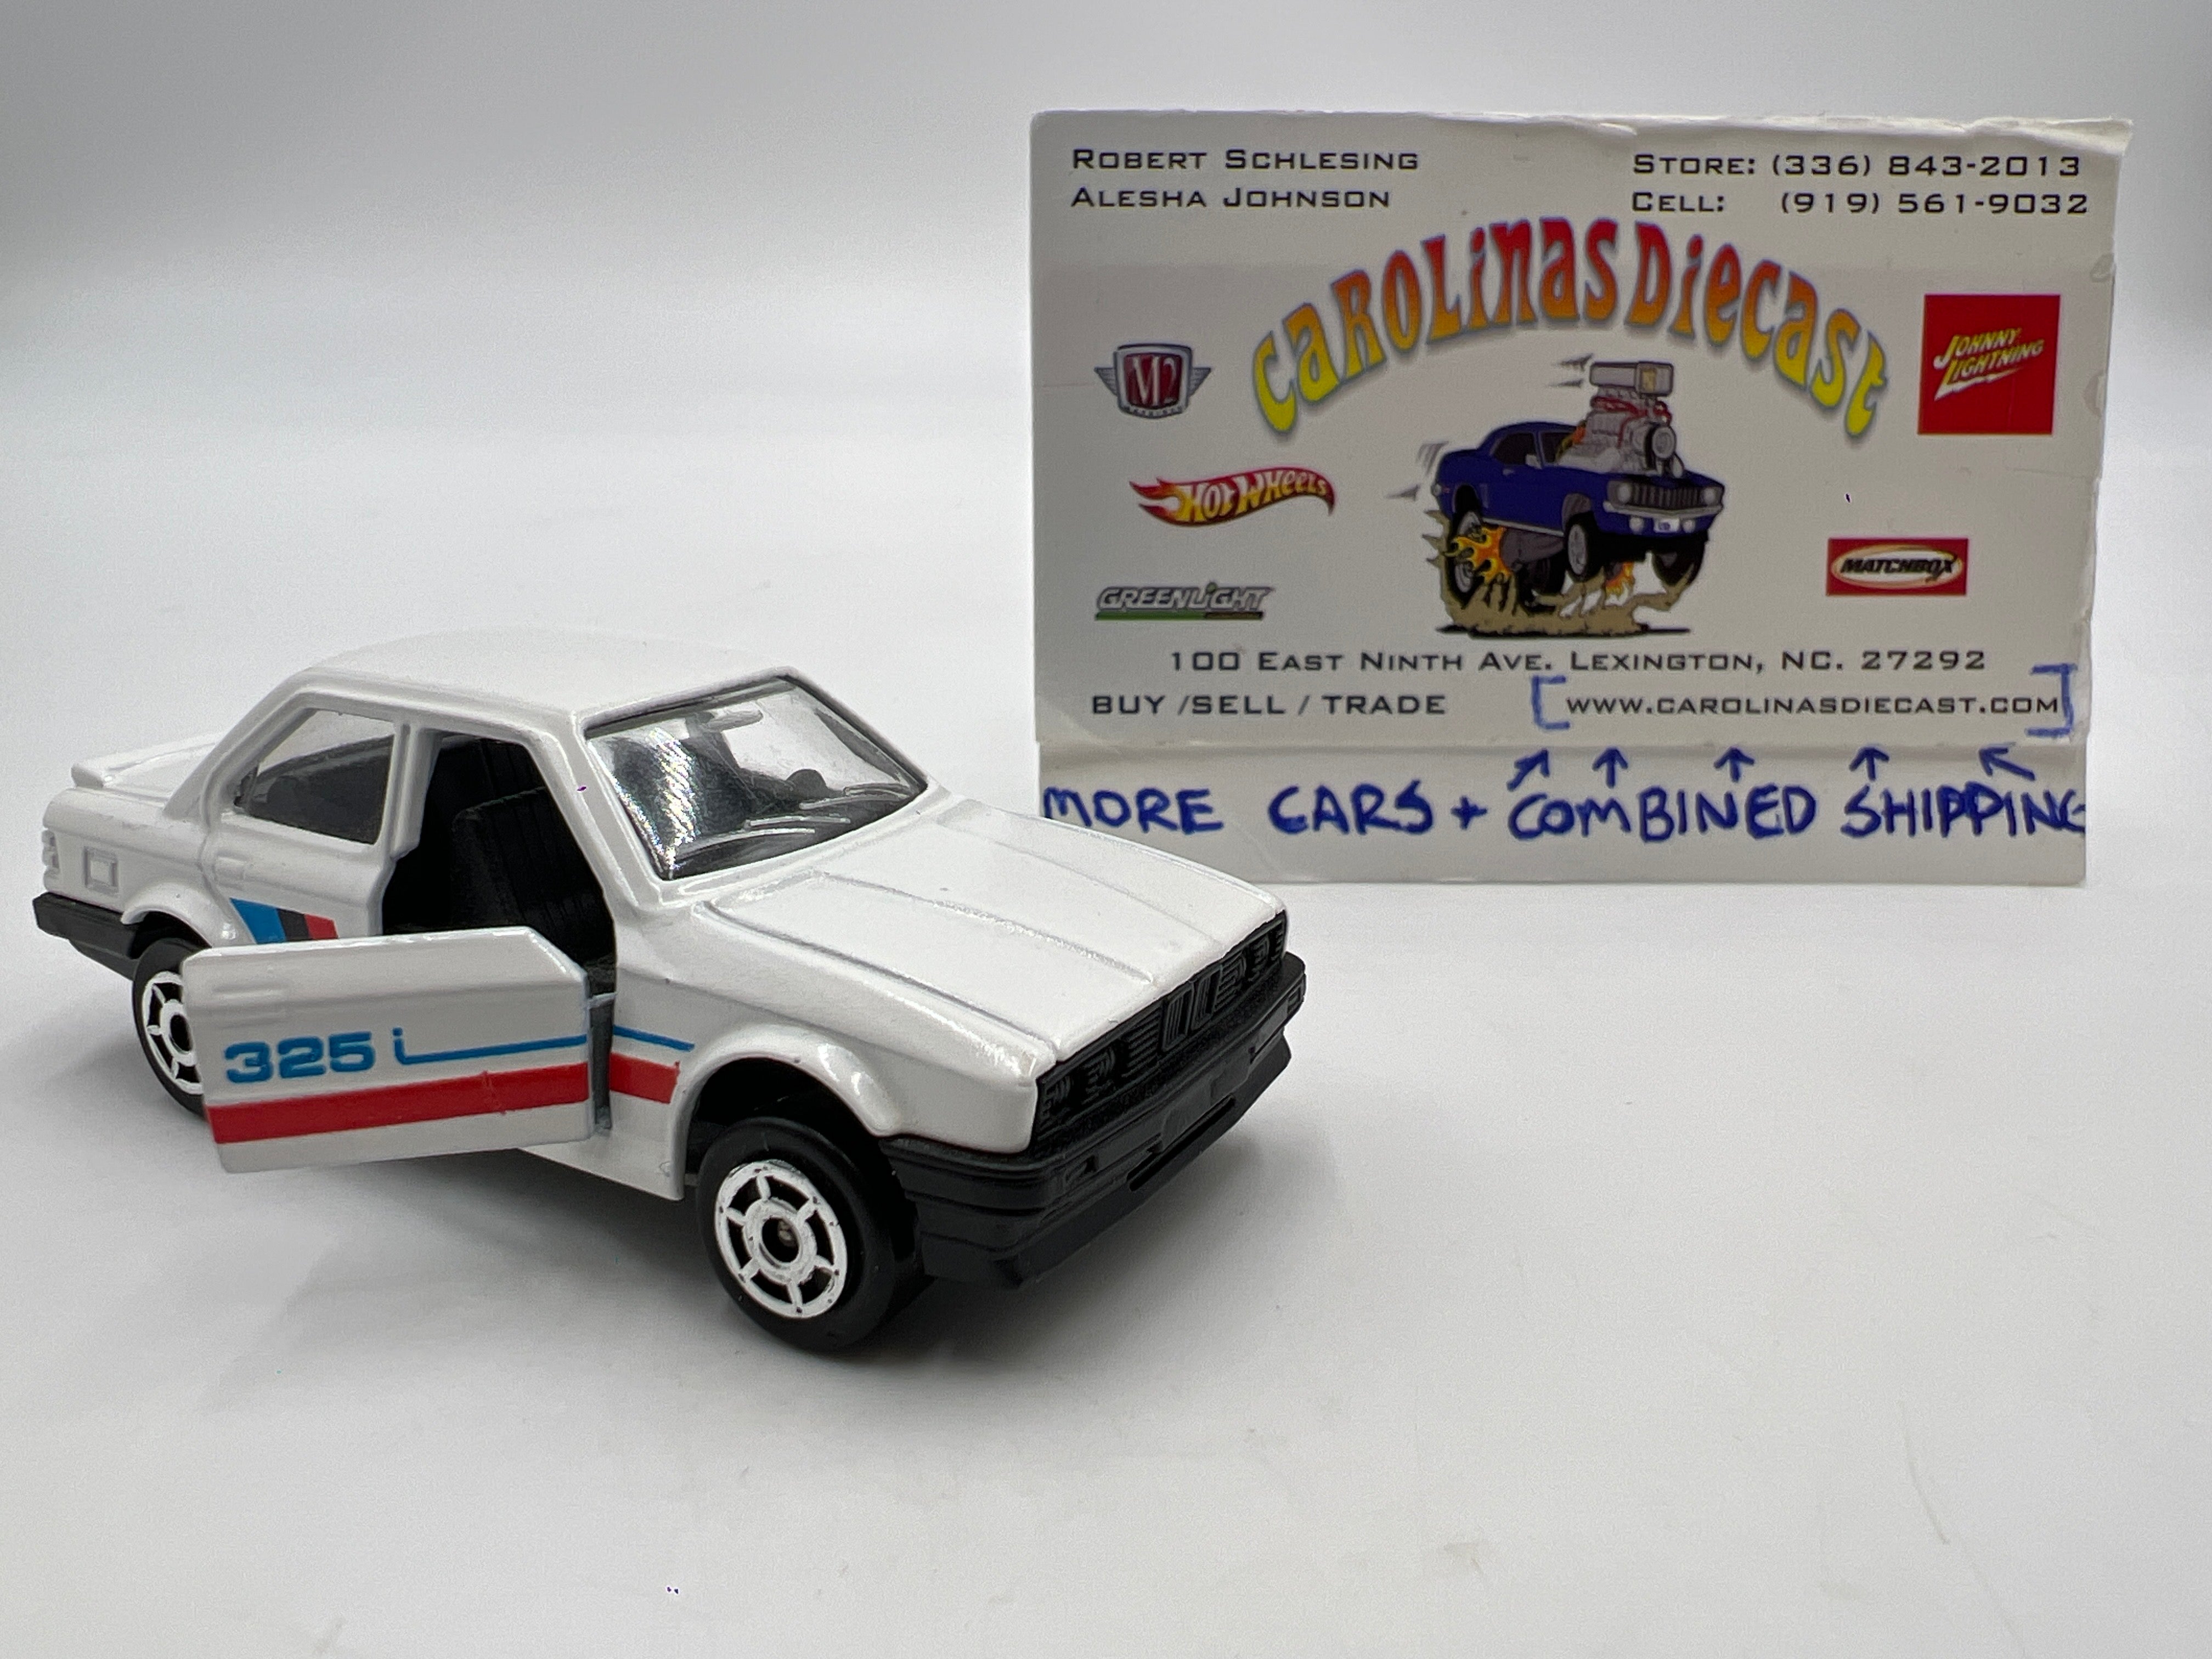 ROBERT SCHLESING
ALESHA JOHNSON
STORE: (336) 843-2013
CELL: (919) 561-9032
CAROLINAS DIECAST
M2
JOHNNY LIGHTNING
HOT WHEELS
GREENLIGHT
MATCHBOX
100 EAST NINTH AVE. LEXINGTON, NC. 27292
BUY /SELL / TRADE [WWW.CAROLINASDIECAST.COM]
MORE CARS + COMBINED SHIPPING
325i